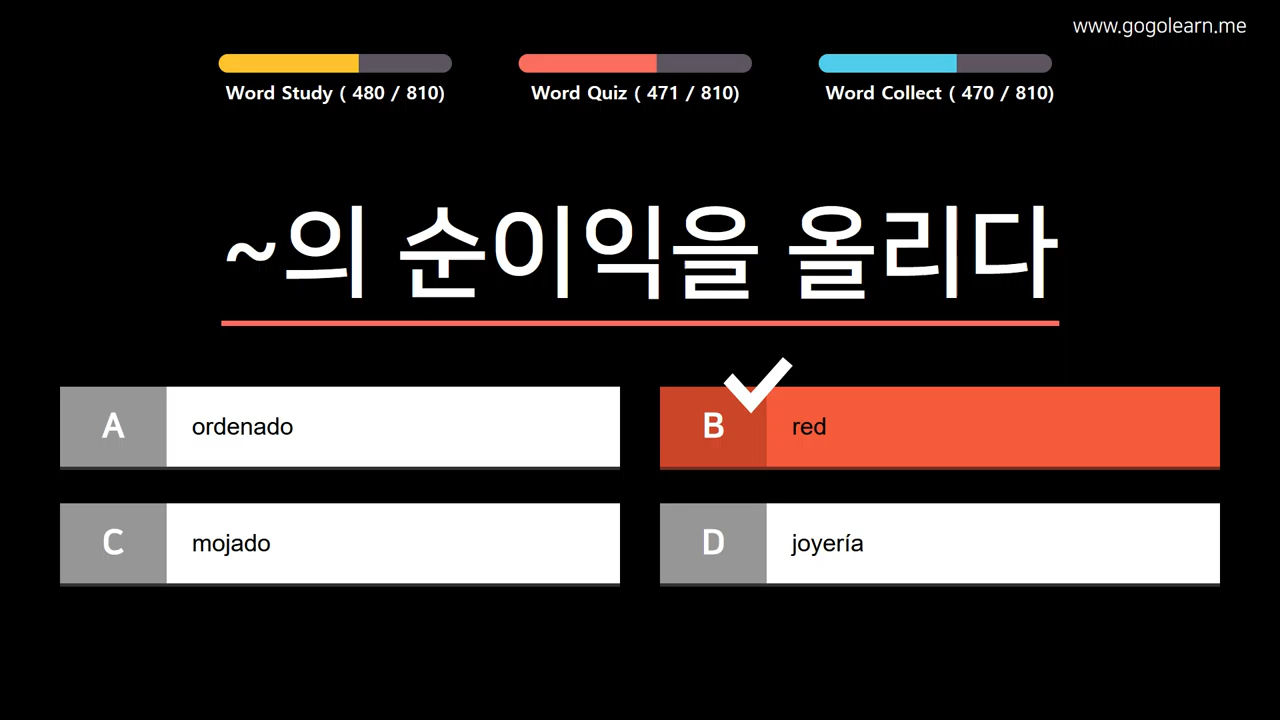 www.gogolearn.me
Word Study ( 480 / 810)
Word Quiz ( 471 / 810)
Word Collect ( 470 / 810)
~의 순이익을 올리다
A ordenado
B red
C mojado
D joyería